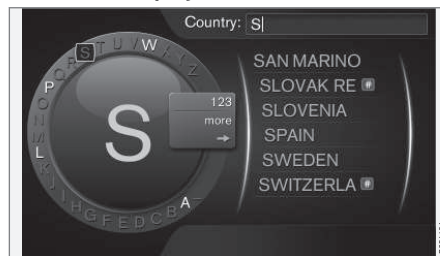 Country: S
S T U V W X Y Z
Q R
P
O
N
M
L
K
J
I
H G F E D C B A
S
123
more
→
SAN MARINO
SLOVAK RE #
SLOVENIA
SPAIN
SWEDEN
SWITZERLA #